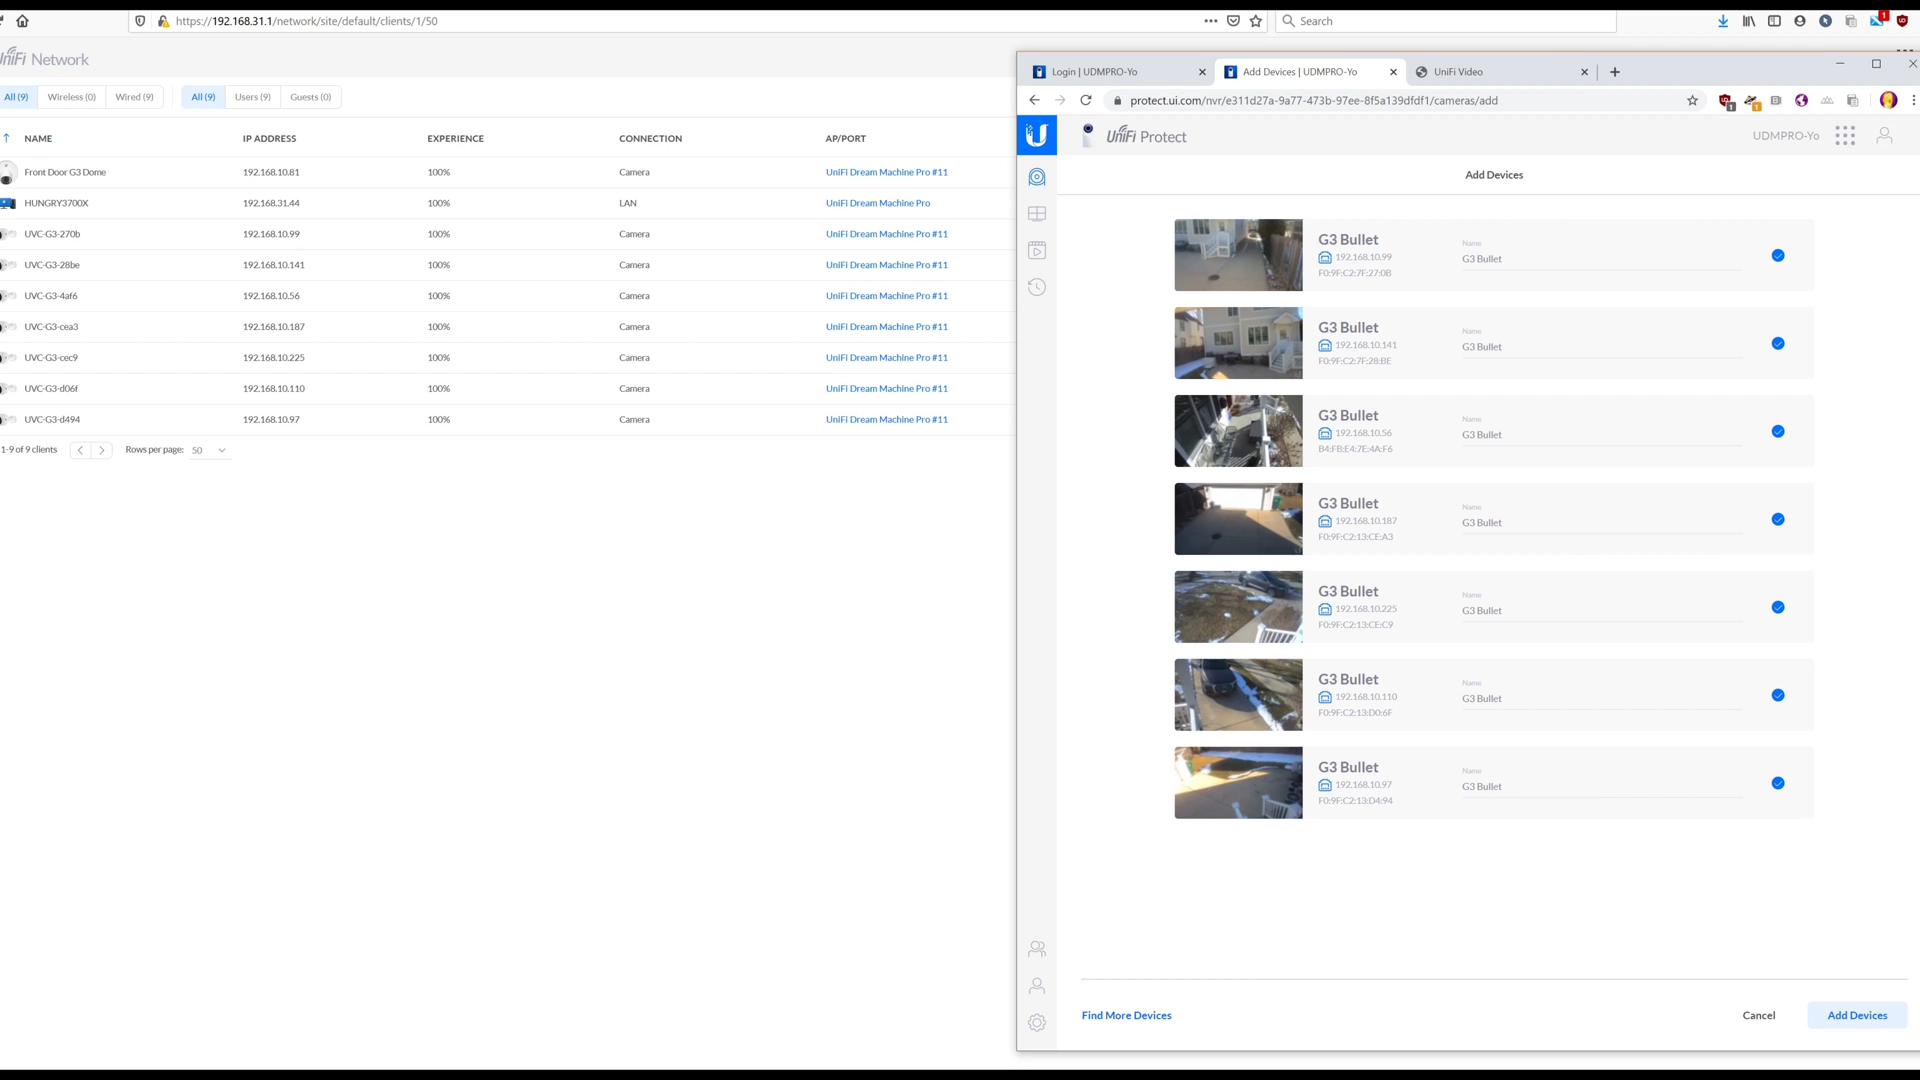 https://192.168.31.1/network/site/default/clients/1/50
Search
1
UniFi Network
All (9) Wireless (0) Wired (9) All (9) Users (9) Guests (0)
NAME IP ADDRESS EXPERIENCE CONNECTION AP/PORT
Front Door G3 Dome 192.168.10.81 100% Camera UniFi Dream Machine Pro #11
HUNGRY3700X 192.168.31.44 100% LAN UniFi Dream Machine Pro
UVC-G3-270b 192.168.10.99 100% Camera UniFi Dream Machine Pro #11
UVC-G3-28be 192.168.10.141 100% Camera UniFi Dream Machine Pro #11
UVC-G3-4af6 192.168.10.56 100% Camera UniFi Dream Machine Pro #11
UVC-G3-cea3 192.168.10.187 100% Camera UniFi Dream Machine Pro #11
UVC-G3-cec9 192.168.10.225 100% Camera UniFi Dream Machine Pro #11
UVC-G3-d06f 192.168.10.110 100% Camera UniFi Dream Machine Pro #11
UVC-G3-d494 192.168.10.97 100% Camera UniFi Dream Machine Pro #11
1-9 of 9 clients Rows per page: 50
Login | UDMPRO-Yo Add Devices | UDMPRO-Yo UniFi Video
protect.ui.com/nvr/e311d27a-9a77-473b-97ee-8f5a139dfdf1/cameras/add
1 1
UniFi Protect UDMPRO-Yo
Add Devices
G3 Bullet
192.168.10.99
F0:9F:C2:7F:27:0B
Name
G3 Bullet
G3 Bullet
192.168.10.141
F0:9F:C2:7F:28:BE
Name
G3 Bullet
G3 Bullet
192.168.10.56
B4:FB:E4:7E:4A:F6
Name
G3 Bullet
G3 Bullet
192.168.10.187
F0:9F:C2:13:CE:A3
Name
G3 Bullet
G3 Bullet
192.168.10.225
F0:9F:C2:13:CE:C9
Name
G3 Bullet
G3 Bullet
192.168.10.110
F0:9F:C2:13:D0:6F
Name
G3 Bullet
G3 Bullet
192.168.10.97
F0:9F:C2:13:D4:94
Name
G3 Bullet
Find More Devices Cancel Add Devices